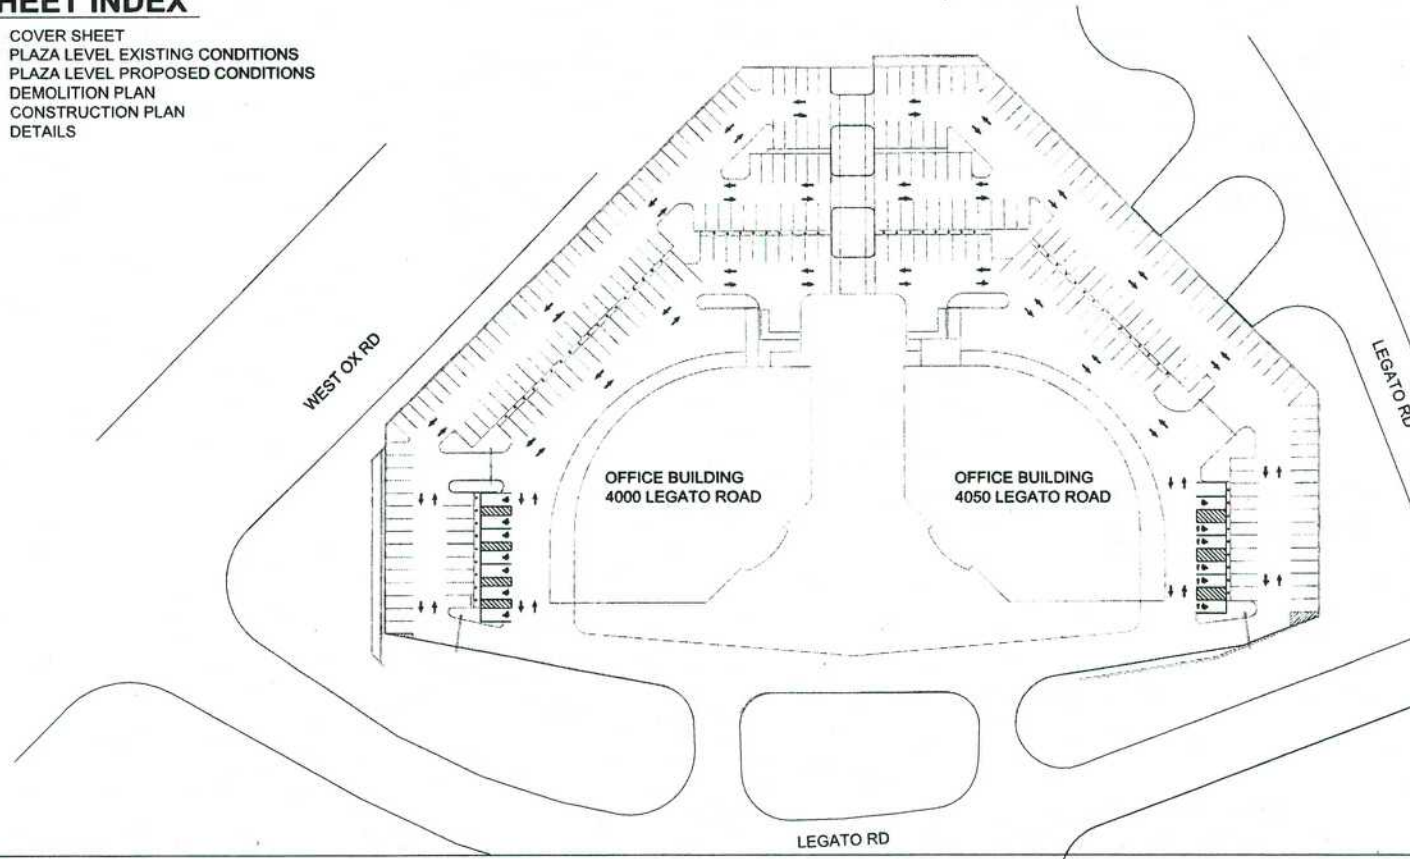 HEET INDEX
COVER SHEET
PLAZA LEVEL EXISTING CONDITIONS
PLAZA LEVEL PROPOSED CONDITIONS
DEMOLITION PLAN
CONSTRUCTION PLAN
DETAILS
WEST OX RD
LEGATO RD
OFFICE BUILDING
4000 LEGATO ROAD
OFFICE BUILDING
4050 LEGATO ROAD
LEGATO RD